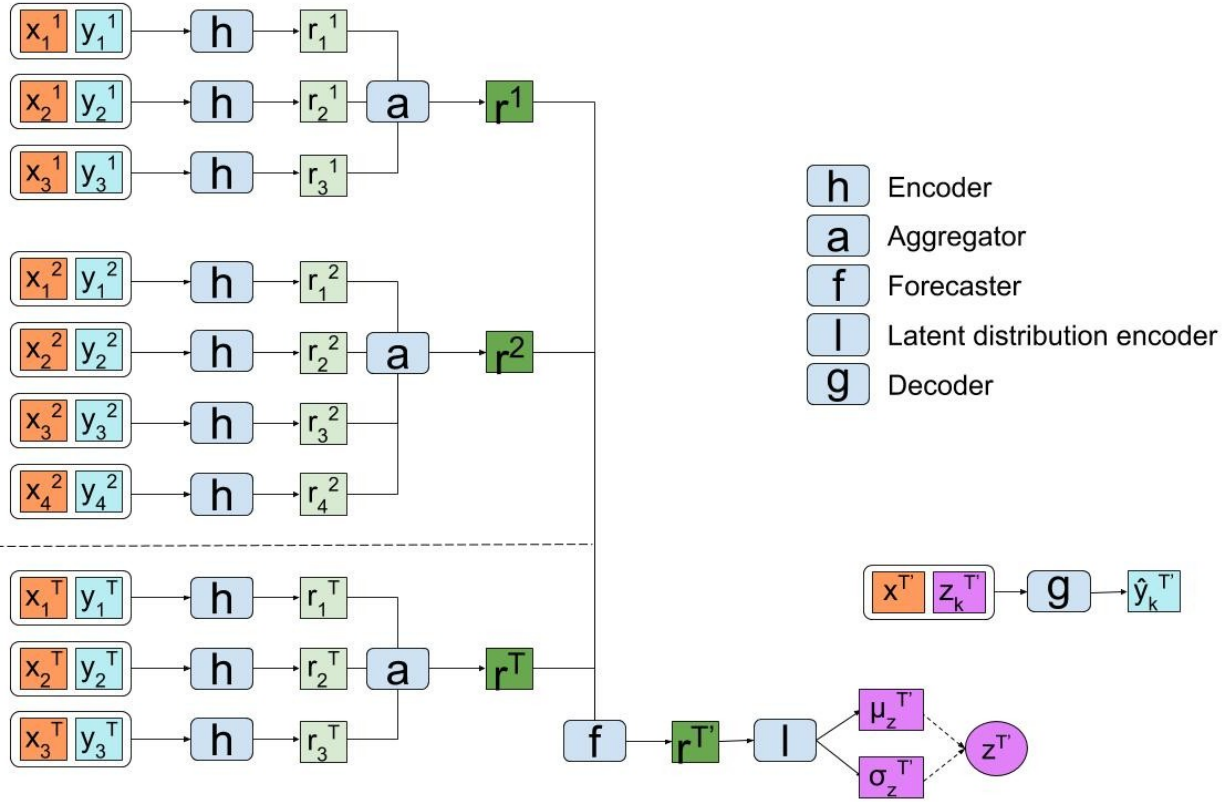 x₁¹ y₁¹ h r₁¹
x₂¹ y₂¹ h r₂¹ a r¹
x₃¹ y₃¹ h r₃¹
x₁² y₁² h r₁²
x₂² y₂² h r₂² a r²
x₃² y₃² h r₃²
x₄² y₄² h r₄²
x₁ᵀ y₁ᵀ h r₁ᵀ
x₂ᵀ y₂ᵀ h r₂ᵀ a rᵀ
x₃ᵀ y₃ᵀ h r₃ᵀ
f rᵀ' l
μ_zᵀ'
σ_zᵀ'
zᵀ'
h Encoder
a Aggregator
f Forecaster
l Latent distribution encoder
g Decoder
xᵀ' z_kᵀ' g ŷ_kᵀ'